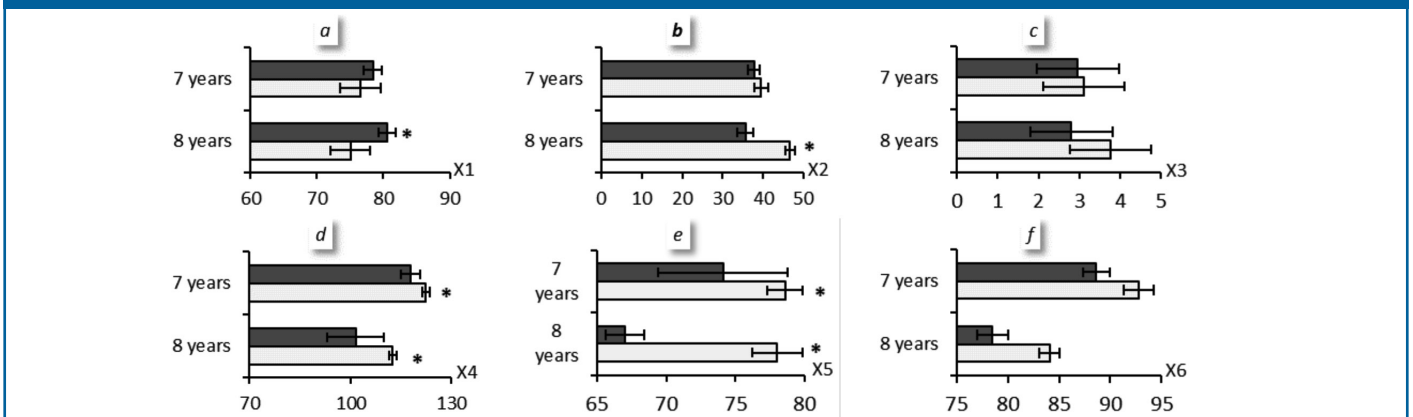 a
b
c
7 years
7 years
7 years
8 years
*
8 years
*
8 years
X1
X2
X3
60 70 80 90
0 10 20 30 40 50
0 1 2 3 4 5
d
e
f
7 years
*
7
years
*
7 years
8 years
*
8
years
*
8 years
X4
X5
X6
70 100 130
65 70 75 80
75 80 85 90 95